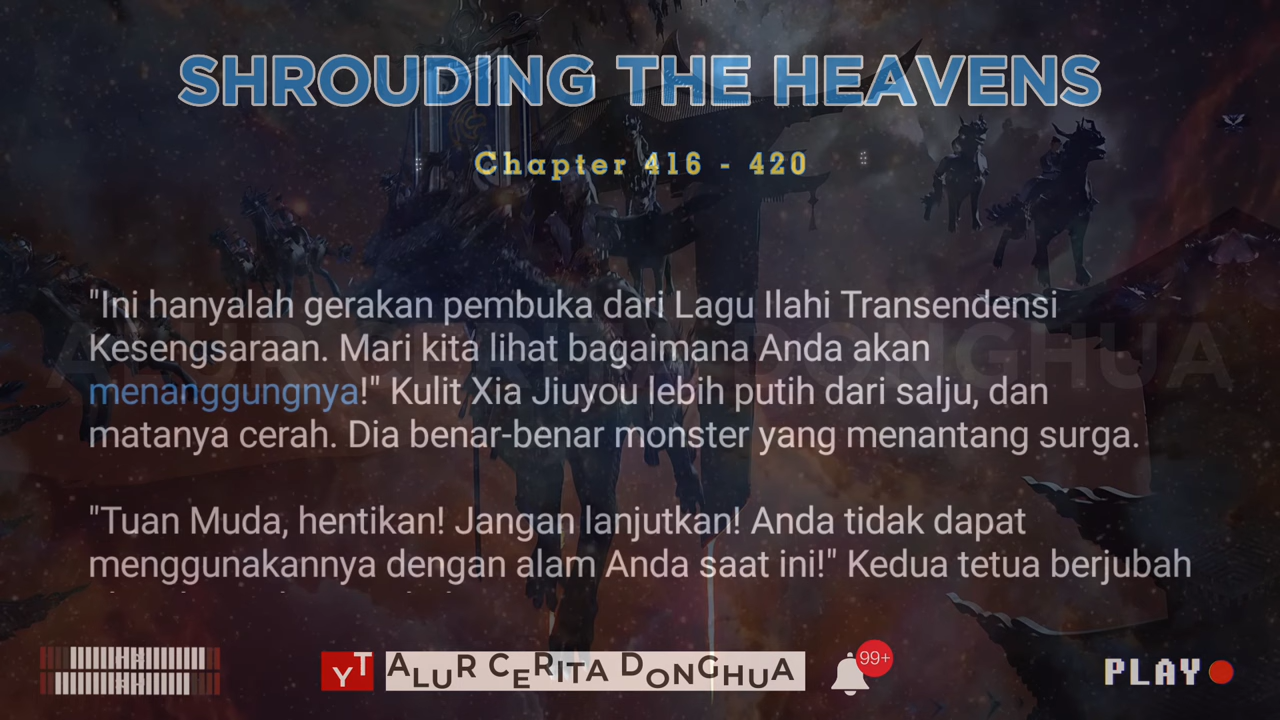 SHROUDING THE HEAVENS
Chapter 416 - 420
"Ini hanyalah gerakan pembuka dari Lagu Ilahi Transendensi
Kesengsaraan. Mari kita lihat bagaimana Anda akan
menanggungnya!" Kulit Xia Jiuyou lebih putih dari salju, dan
matanya cerah. Dia benar-benar monster yang menantang surga.
"Tuan Muda, hentikan! Jangan lanjutkan! Anda tidak dapat
menggunakannya dengan alam Anda saat ini!" Kedua tetua berjubah
YT ALUR CERITA DONGHUA
99+
PLAY